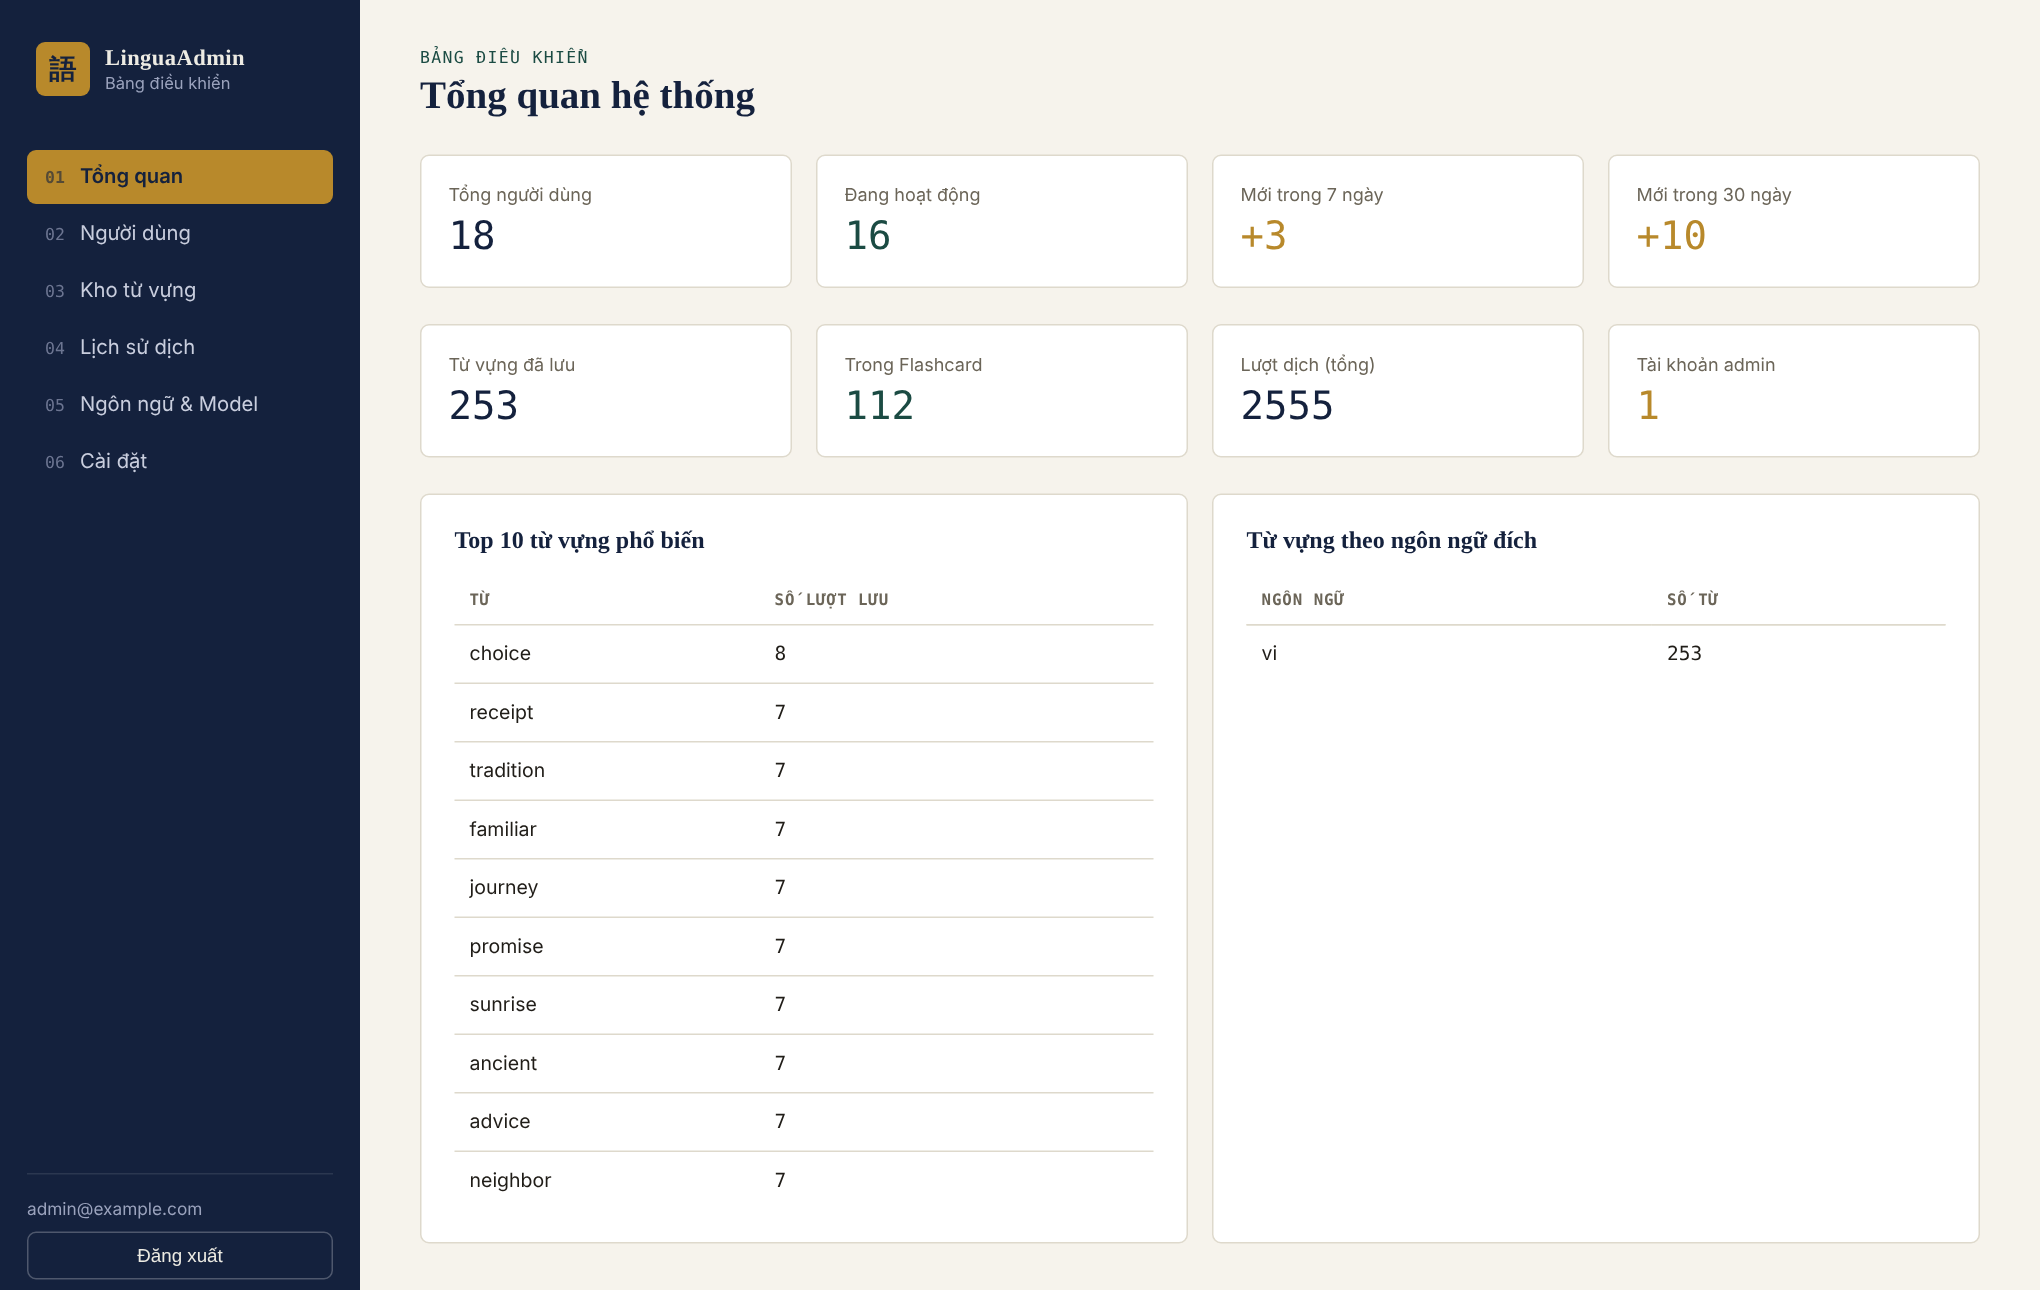 語
LinguaAdmin
Bảng điều khiển
01 Tổng quan
02 Người dùng
03 Kho từ vựng
04 Lịch sử dịch
05 Ngôn ngữ & Model
06 Cài đặt
admin@example.com
Đăng xuất
BẢNG ĐIỀU KHIỂN
Tổng quan hệ thống
Tổng người dùng
18
Đang hoạt động
16
Mới trong 7 ngày
+3
Mới trong 30 ngày
+10
Từ vựng đã lưu
253
Trong Flashcard
112
Lượt dịch (tổng)
2555
Tài khoản admin
1
Top 10 từ vựng phổ biến
TỪ SỐ LƯỢT LƯU
choice 8
receipt 7
tradition 7
familiar 7
journey 7
promise 7
sunrise 7
ancient 7
advice 7
neighbor 7
Từ vựng theo ngôn ngữ đích
NGÔN NGỮ SỐ TỪ
vi 253